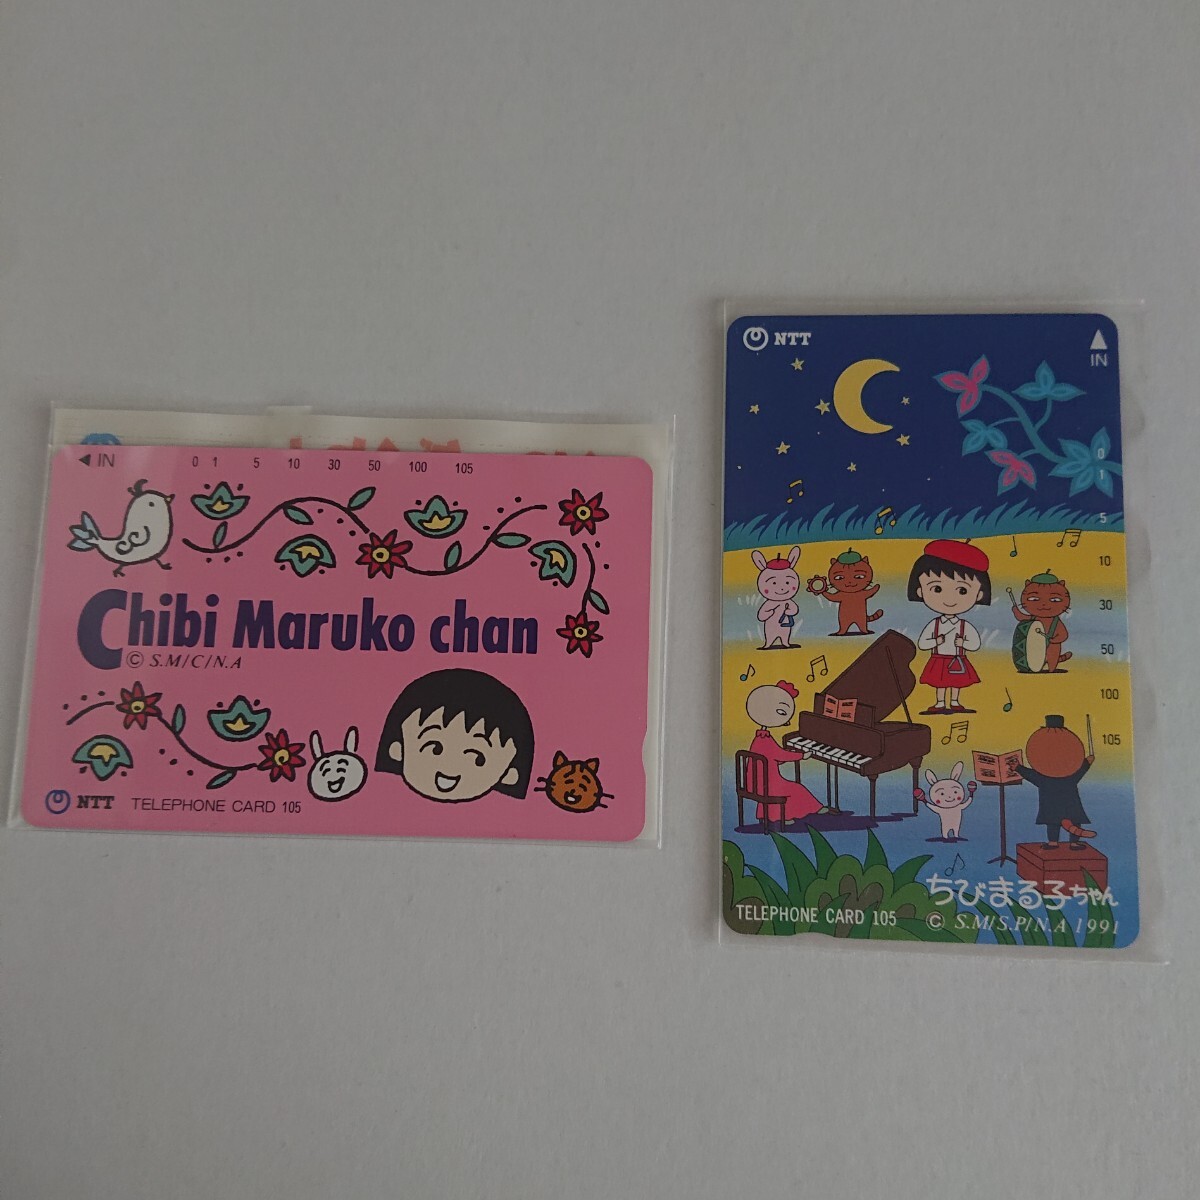 ◀ IN 0 1 5 10 30 50 100 105
Chibi Maruko chan
© S.M/C/N.A
NTT TELEPHONE CARD 105
NTT
IN
0
1
5
10
30
50
100
105
ちびまる子ちゃん
TELEPHONE CARD 105
© S.M/S.P/N.A 1991